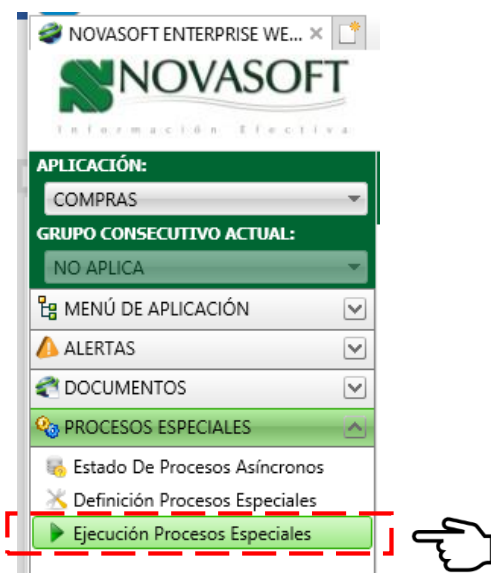 NOVASOFT ENTERPRISE WE...
NOVASOFT
Información Efectiva
APLICACIÓN:
COMPRAS
GRUPO CONSECUTIVO ACTUAL:
NO APLICA
MENÚ DE APLICACIÓN
ALERTAS
DOCUMENTOS
PROCESOS ESPECIALES
Estado De Procesos Asíncronos
Definición Procesos Especiales
Ejecución Procesos Especiales